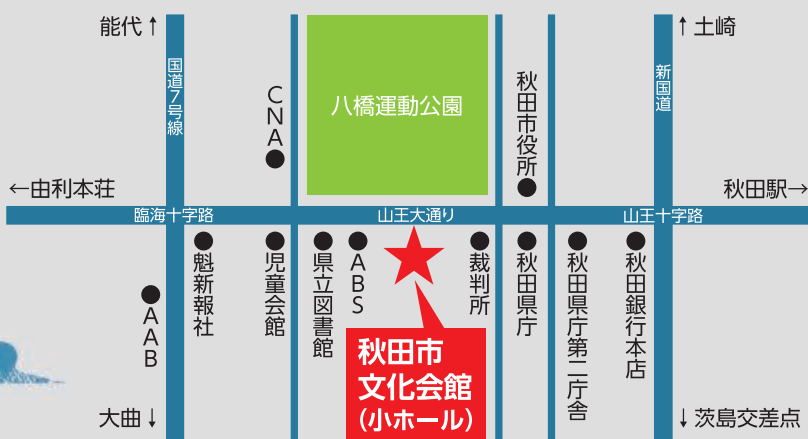 能代↑
↑土崎
国道7号線
新国道
CNA
八橋運動公園
秋田市役所
←由利本荘
秋田駅→
臨海十字路
山王大通り
山王十字路
AAB
魁新報社
児童会館
県立図書館
ABS
裁判所
秋田県庁
秋田県庁第二庁舎
秋田銀行本店
秋田市
文化会館
(小ホール)
大曲↓
↓茨島交差点